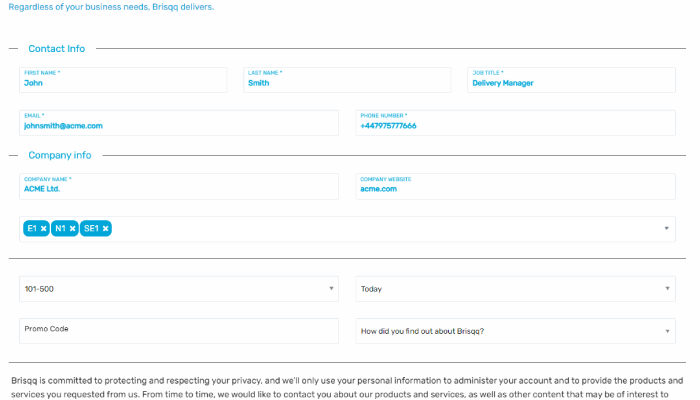 Regardless of your business needs, Brisqq delivers.
Contact Info
FIRST NAME *
John
LAST NAME *
Smith
JOB TITLE *
Delivery Manager
EMAIL *
johnsmith@acme.com
PHONE NUMBER *
+447975777666
Company info
COMPANY NAME *
ACME Ltd.
COMPANY WEBSITE
acme.com
E1 × N1 × SE1 ×
101-500
Today
Promo Code
How did you find out about Brisqq?
Brisqq is committed to protecting and respecting your privacy, and we'll only use your personal information to administer your account and to provide the products and
services you requested from us. From time to time, we would like to contact you about our products and services, as well as other content that may be of interest to